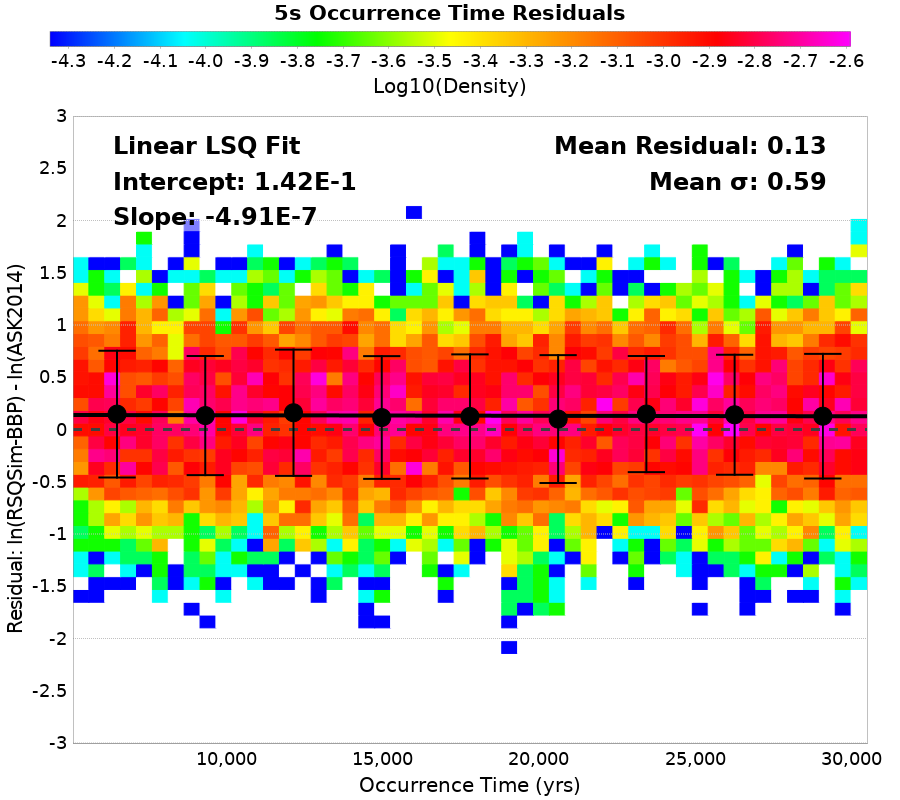 5s Occurrence Time Residuals
-4.3 -4.2 -4.1 -4.0 -3.9 -3.8 -3.7 -3.6 -3.5 -3.4 -3.3 -3.2 -3.1 -3.0 -2.9 -2.8 -2.7 -2.6
Log10(Density)
Linear LSQ Fit
Intercept: 1.42E-1
Slope: -4.91E-7
Mean Residual: 0.13
Mean σ: 0.59
Residual: ln(RSQSim-BBP) - ln(ASK2014)
3
2.5
2
1.5
1
0.5
0
-0.5
-1
-1.5
-2
-2.5
-3
10,000 15,000 20,000 25,000 30,000
Occurrence Time (yrs)